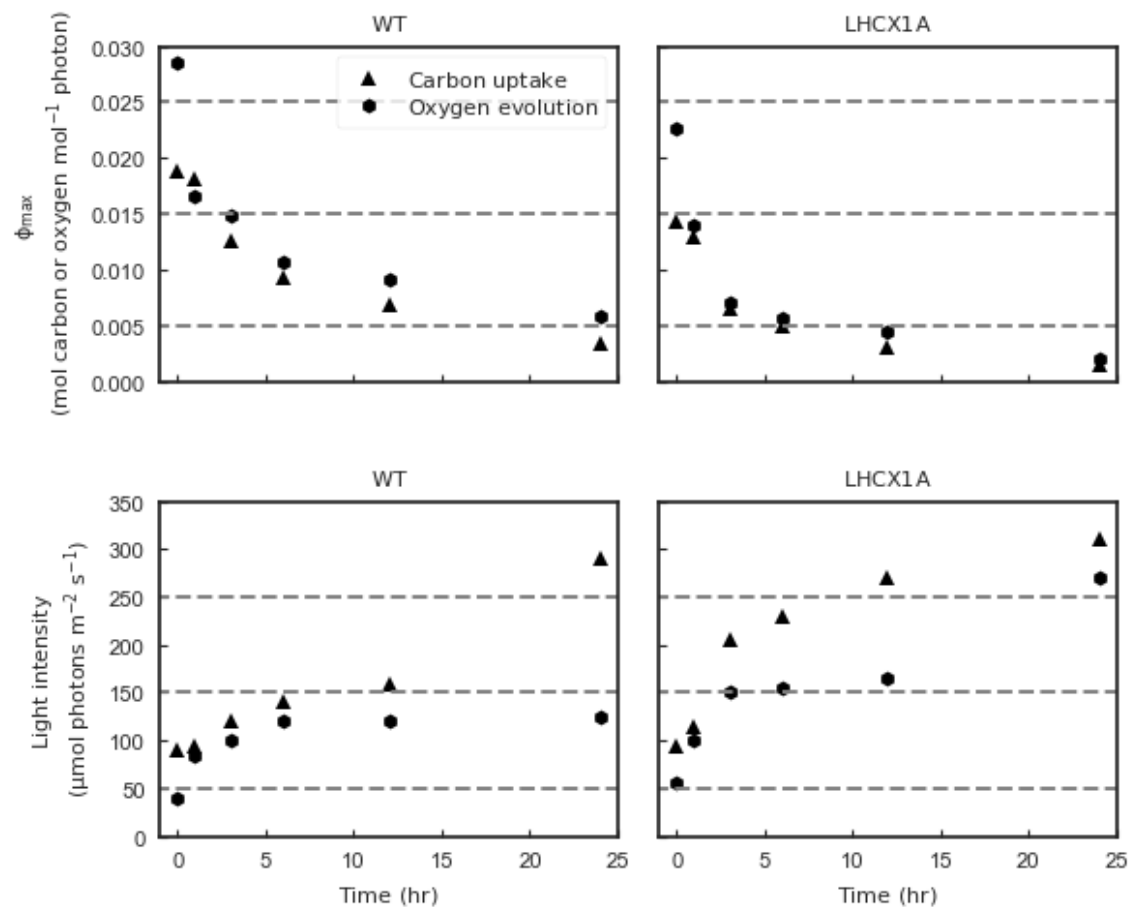 WT
LHCX1A
ϕmax
(mol carbon or oxygen mol−1 photon)
0.030
0.025
0.020
0.015
0.010
0.005
0.000
Carbon uptake
Oxygen evolution
WT
LHCX1A
Light intensity
(μmol photons m−2 s−1)
350
300
250
200
150
100
50
0
0 5 10 15 20 25
0 5 10 15 20 25
Time (hr)
Time (hr)